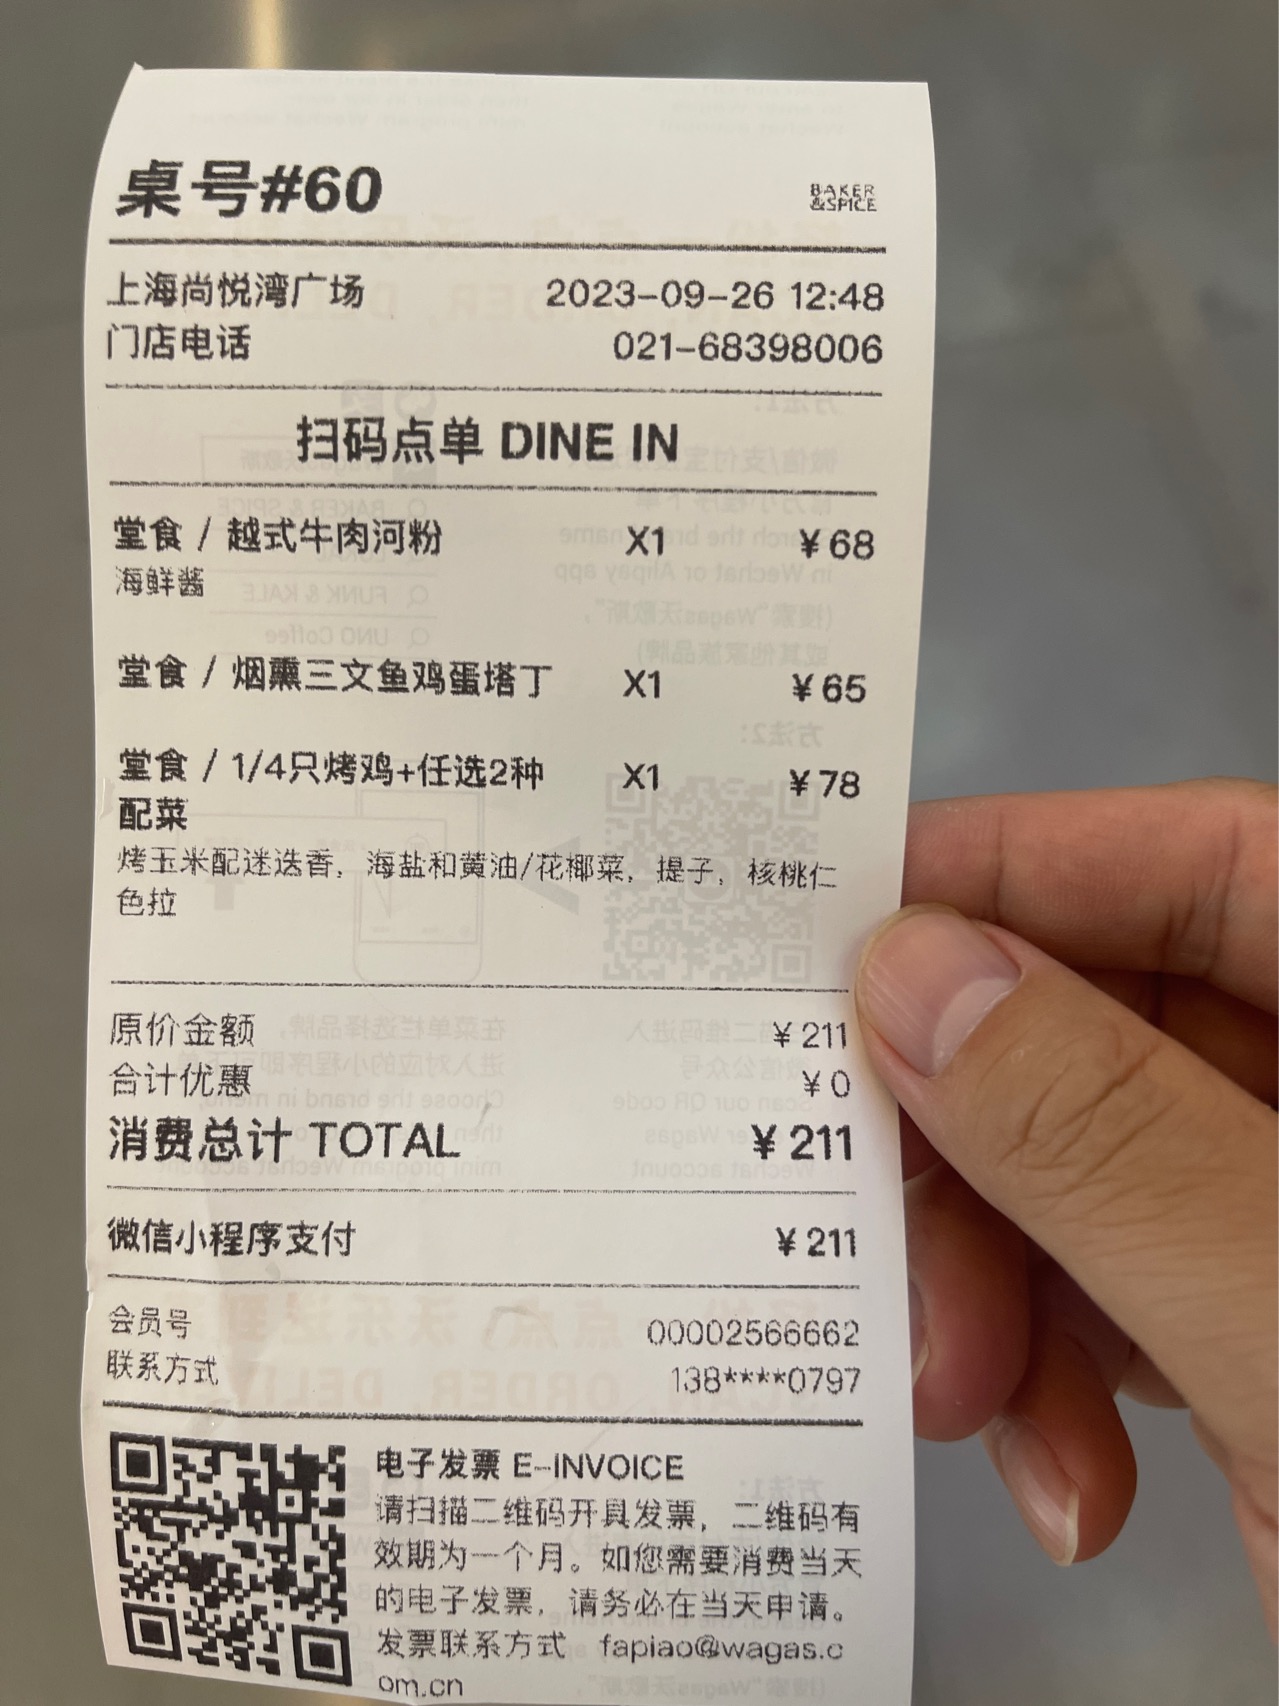 桌号#60
BAKER
&SPICE
上海尚悦湾广场 2023-09-26 12:48
门店电话 021-68398006
扫码点单 DINE IN
堂食 / 越式牛肉河粉 X1 ¥68
海鲜酱
堂食 / 烟熏三文鱼鸡蛋塔丁 X1 ¥65
堂食 / 1/4只烤鸡+任选2种 X1 ¥78
配菜
烤玉米配迷迭香，海盐和黄油/花椰菜，提子，核桃仁
色拉
原价金额 ¥211
合计优惠 ¥0
消费总计 TOTAL ¥211
微信小程序支付 ¥211
会员号 00002566662
联系方式 138****0797
电子发票 E-INVOICE
请扫描二维码开具发票，二维码有
效期为一个月。如您需要消费当天
的电子发票，请务必在当天申请。
发票联系方式 fapiao@wagas.c
om.cn